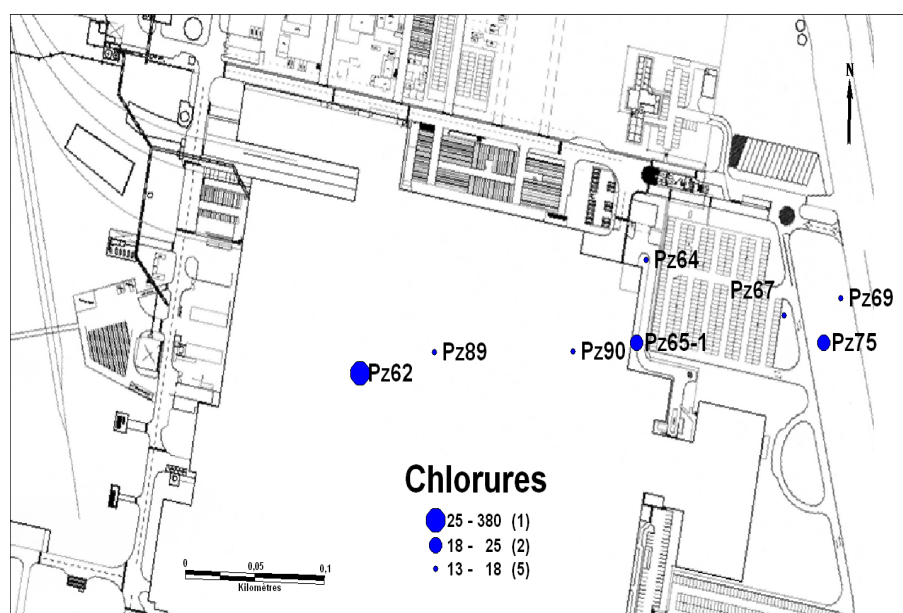 N
Pz64
Pz67
Pz69
Pz65-1
Pz75
Pz89
Pz90
Pz62
Chlorures
25 - 380 (1)
18 - 25 (2)
13 - 18 (5)
0 0,05 0,1
Kilomètres